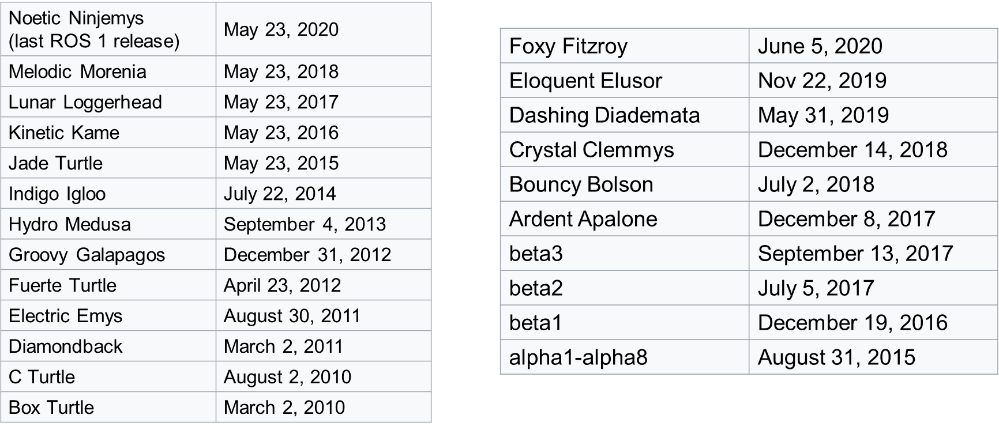 Noetic Ninjemys
(last ROS 1 release)
May 23, 2020
Melodic Morenia May 23, 2018
Lunar Loggerhead May 23, 2017
Kinetic Kame May 23, 2016
Jade Turtle May 23, 2015
Indigo Igloo July 22, 2014
Hydro Medusa September 4, 2013
Groovy Galapagos December 31, 2012
Fuerte Turtle April 23, 2012
Electric Emys August 30, 2011
Diamondback March 2, 2011
C Turtle August 2, 2010
Box Turtle March 2, 2010
Foxy Fitzroy June 5, 2020
Eloquent Elusor Nov 22, 2019
Dashing Diademata May 31, 2019
Crystal Clemmys December 14, 2018
Bouncy Bolson July 2, 2018
Ardent Apalone December 8, 2017
beta3 September 13, 2017
beta2 July 5, 2017
beta1 December 19, 2016
alpha1-alpha8 August 31, 2015